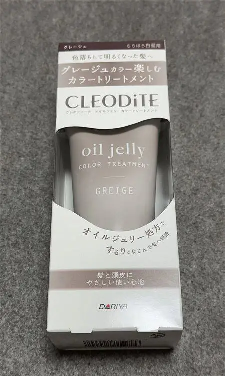 グレージュ
色落ちして明るくなった髪へ
グレージュカラー楽しむ
カラートリートメント
CLEODiTE
oil jelly
COLOR TREATMENT
GREIGE
オイルジェリー処方で
髪と頭皮に
やさしい使い心地
DARIYA